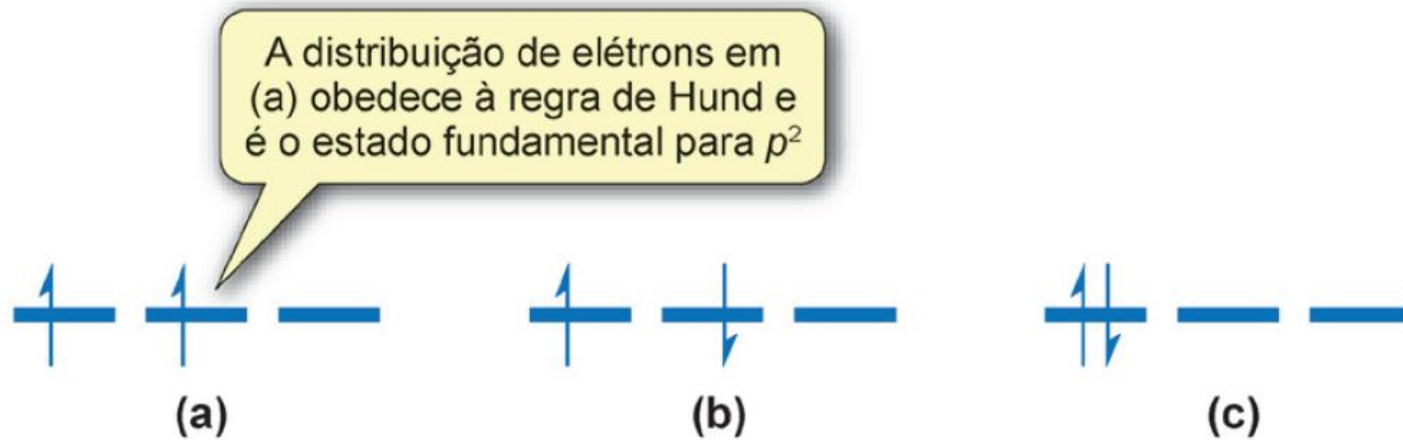 A distribuição de elétrons em
(a) obedece à regra de Hund e
é o estado fundamental para p²
(a) (b) (c)